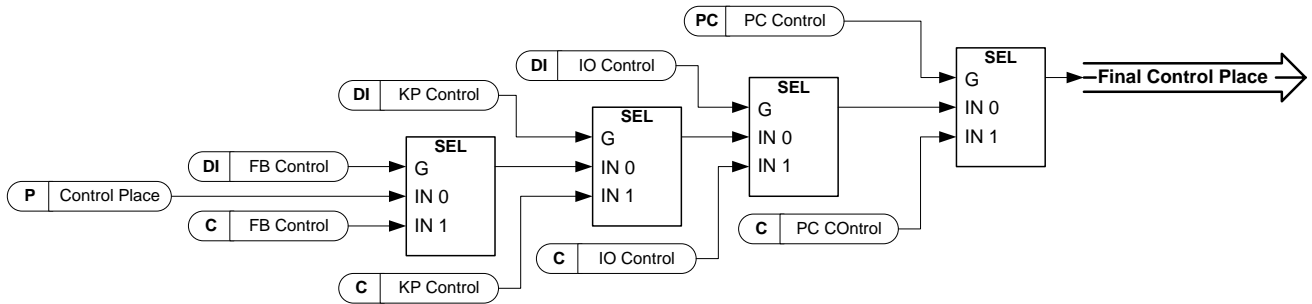 PC PC Control
SEL
G
IN 0
IN 1
Final Control Place
DI IO Control
SEL
G
IN 0
IN 1
DI KP Control
SEL
G
IN 0
IN 1
DI FB Control
SEL
G
IN 0
IN 1
P Control Place
C FB Control
C PC COntrol
C IO Control
C KP Control